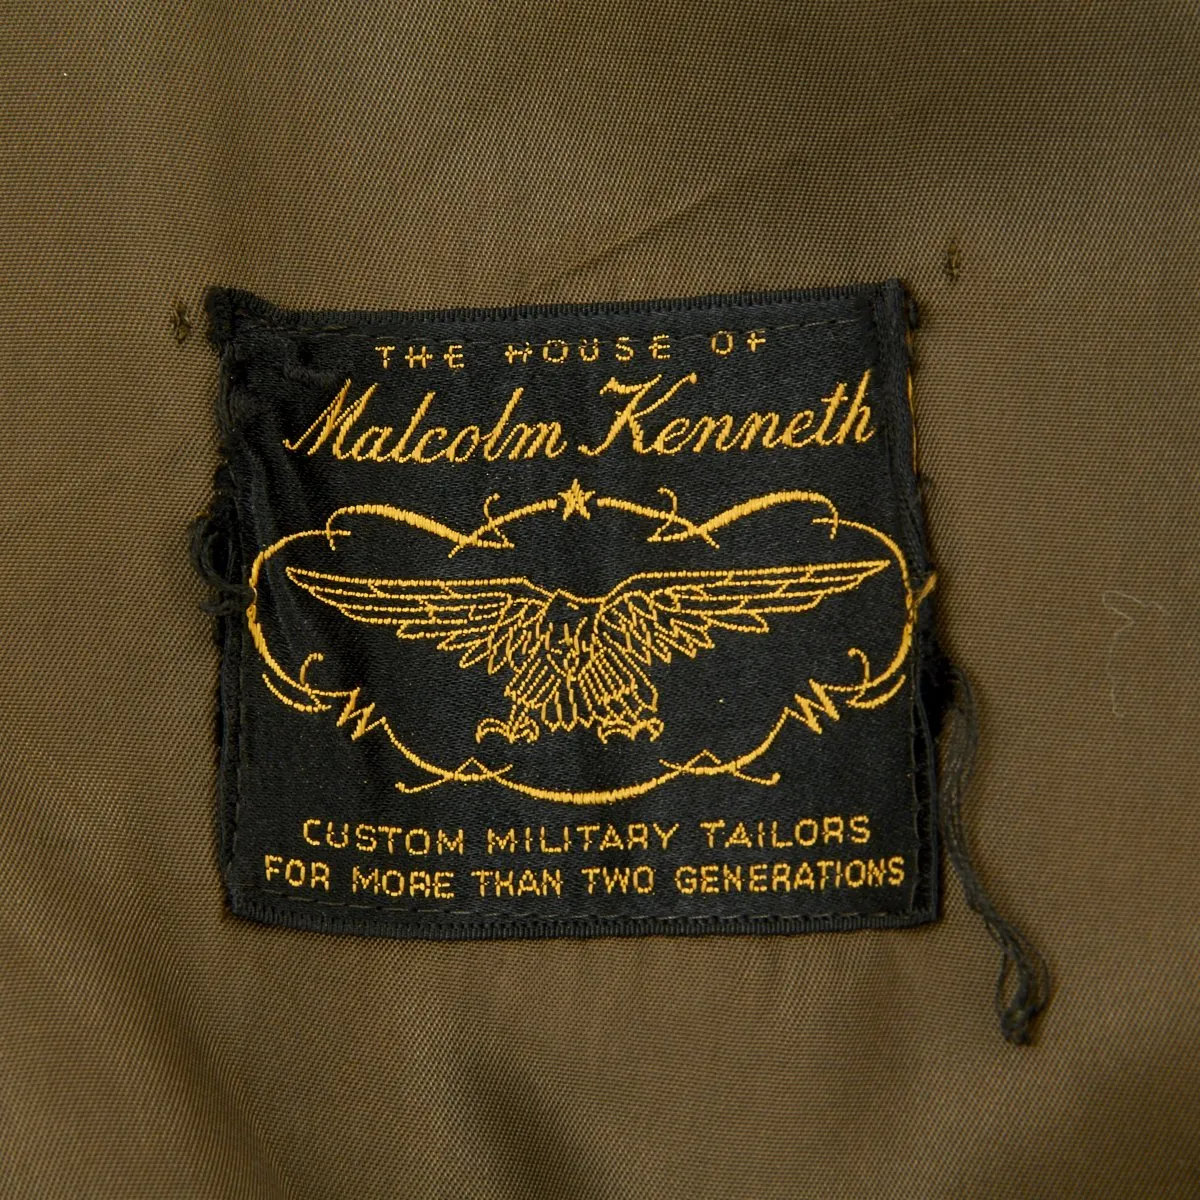 THE HOUSE OF
Malcolm Kenneth
CUSTOM MILITARY TAILORS
FOR MORE THAN TWO GENERATIONS